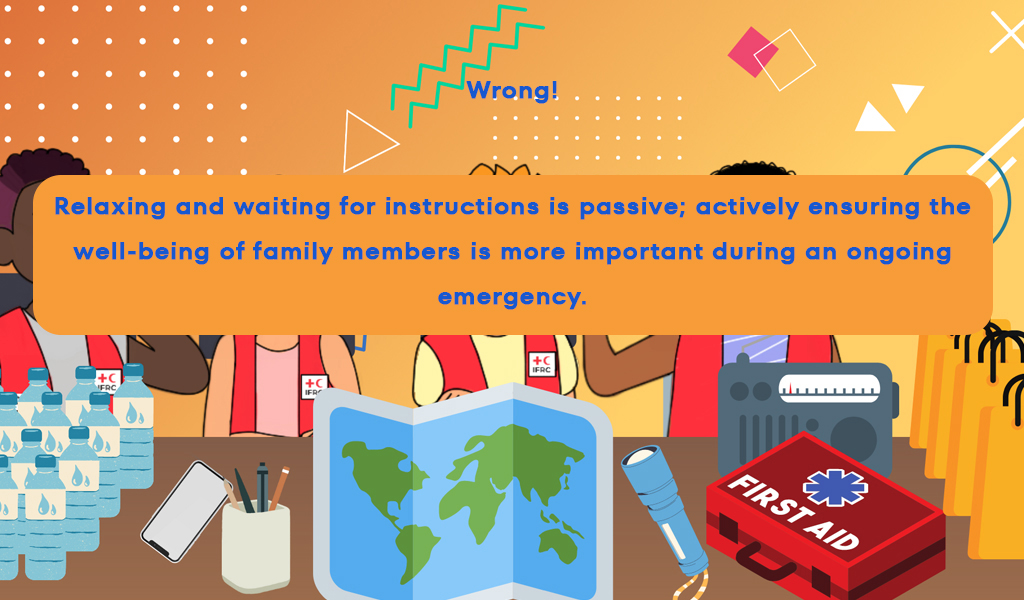 Wrong!
Relaxing and waiting for instructions is passive; actively ensuring the
well-being of family members is more important during an ongoing
emergency.
IFRC
IFRC
IFRC
FIRST AID